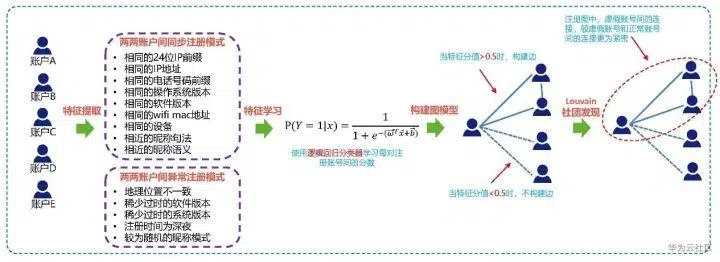 账户A
账户B
账户C
账户D
账户E
特征提取
两两账户间同步注册模式
• 相同的24位IP前缀
• 相同的IP地址
• 相同的电话号码前缀
• 相同的操作系统版本
• 相同的软件版本
• 相同的wifi mac地址
• 相同的设备
• 相近的昵称句法
• 相近的昵称语义
两两账户间异常注册模式
• 地理位置不一致
• 稀少过时的软件版本
• 稀少过时的系统版本
• 注册时间为深夜
• 较为随机的昵称模式
特征学习
P(Y = 1|x) = 1 / (1 + e^{-(\vec{w}^T \vec{x}+\vec{b})})
使用逻辑回归分类器学习每对
注册账号间的分数
构建图模型
当特征分值>0.5时,构建边
当特征分值<0.5时,不构建边
Louvain
社团发现
注册图中,虚假账号间的连
接,较虚假账号和正常账号
间的连接更为紧密
华为云社区